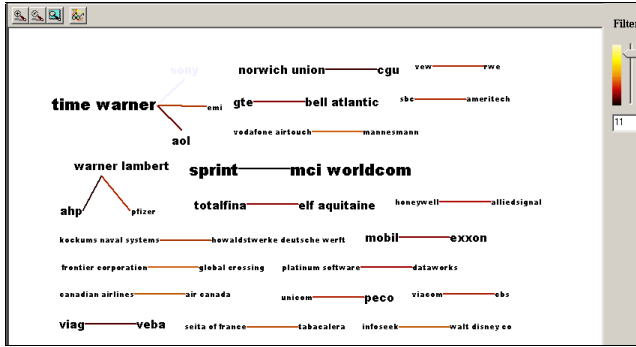 Filter
sony
norwich union cgu vew rwe
time warner emi gte bell atlantic sbc ameritech
aol vodafone airtouch mannesmann
11
warner lambert sprint mci worldcom
ahp pfizer totalfina elf aquitaine honeywell alliedsignal
kockums naval systems howaldstwerke deutsche werft mobil exxon
frontier corporation global crossing platinum software dataworks
canadian airlines air canada unicom peco viacom cbs
viag veba seita of france tabacalera infoseek walt disney co